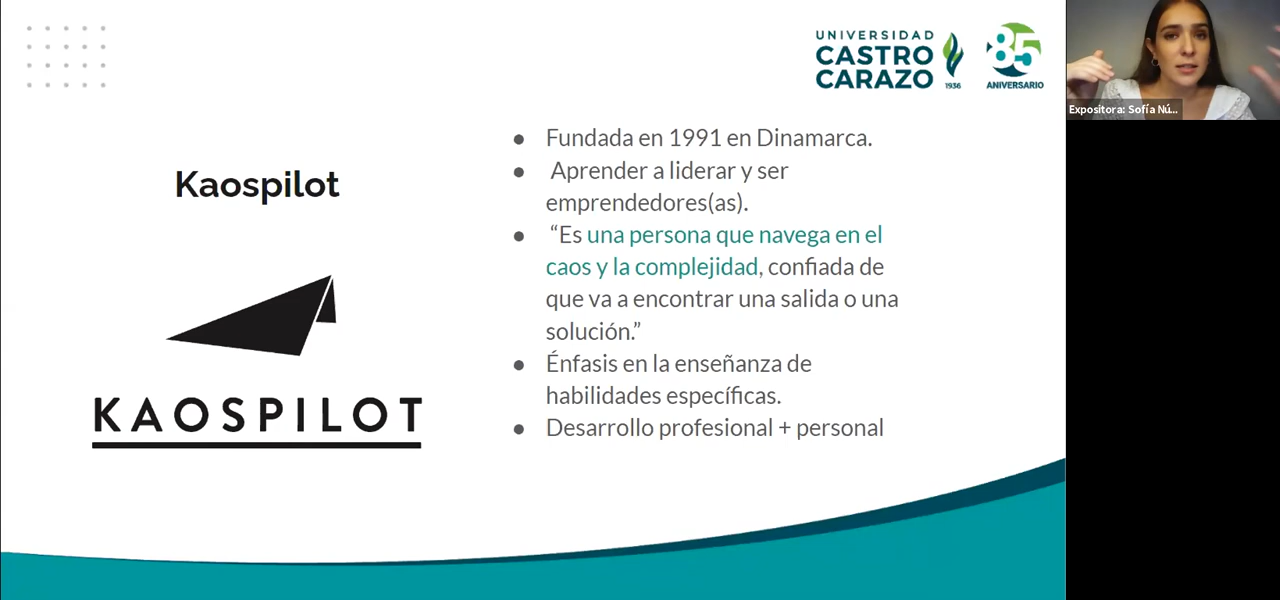 UNIVERSIDAD
CASTRO
CARAZO
1936
85
ANIVERSARIO
Expositora: Sofía Nú...
Kaospilot
KAOSPILOT
● Fundada en 1991 en Dinamarca.
● Aprender a liderar y ser
emprendedores(as).
● “Es una persona que navega en el
caos y la complejidad, confiada de
que va a encontrar una salida o una
solución.”
● Énfasis en la enseñanza de
habilidades específicas.
● Desarrollo profesional + personal